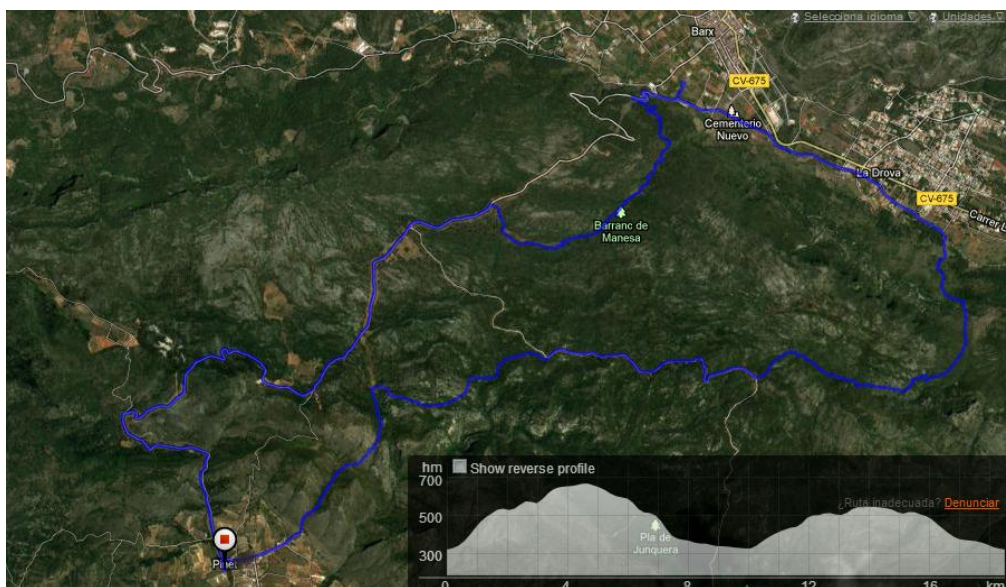 Selecciona idioma
Unidades
Barx
CV-675
Cementerio
Nuevo
La Drova
CV-675
Carrer L
Barranc de
Manesa
hm
Show reverse profile
700
¿Ruta inadecuada? Denunciar
500
Pla de
Junquera
300
Pinet
0 4 8 12 16 km